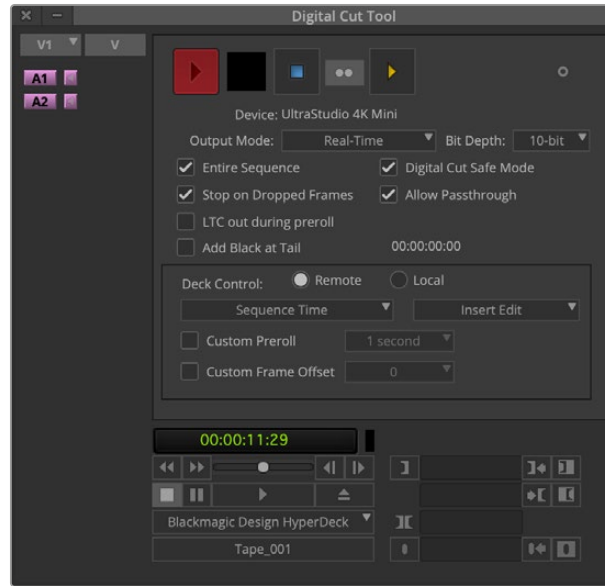 Digital Cut Tool
V1 V
A1
A2
Device: UltraStudio 4K Mini
Output Mode: Real-Time Bit Depth: 10-bit
Entire Sequence Digital Cut Safe Mode
Stop on Dropped Frames Allow Passthrough
LTC out during preroll
Add Black at Tail 00:00:00:00
Deck Control: Remote Local
Sequence Time Insert Edit
Custom Preroll 1 second
Custom Frame Offset 0
00:00:11:29
Blackmagic Design HyperDeck
Tape_001